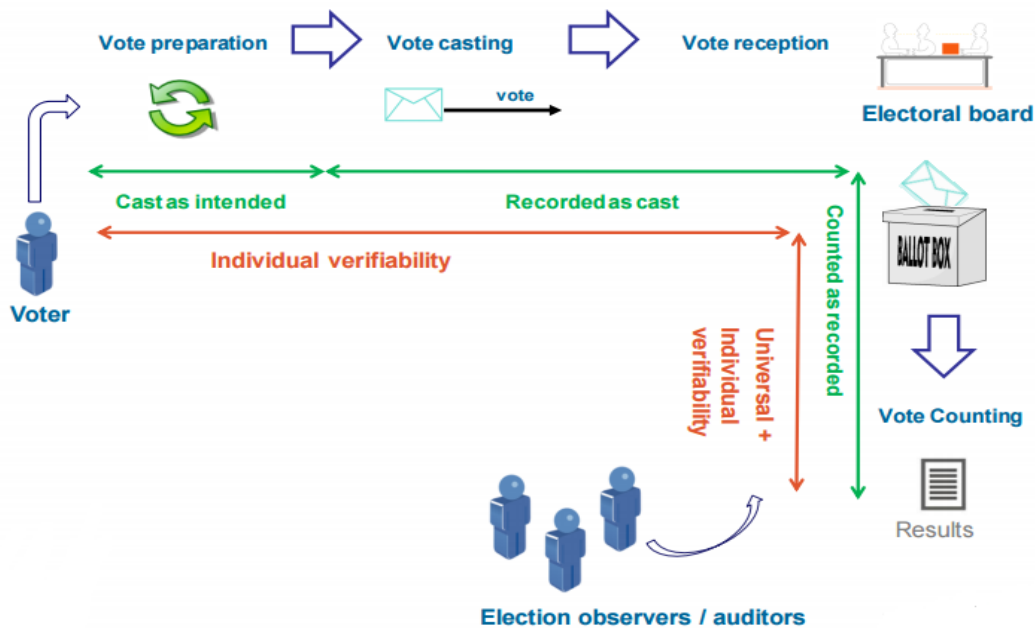 Vote preparation
Vote casting
Vote reception
vote
Electoral board
Cast as intended
Recorded as cast
Individual verifiability
Voter
BALLOT BOX
Counted as recorded
Universal +
Individual
verifiability
Vote Counting
Results
Election observers / auditors